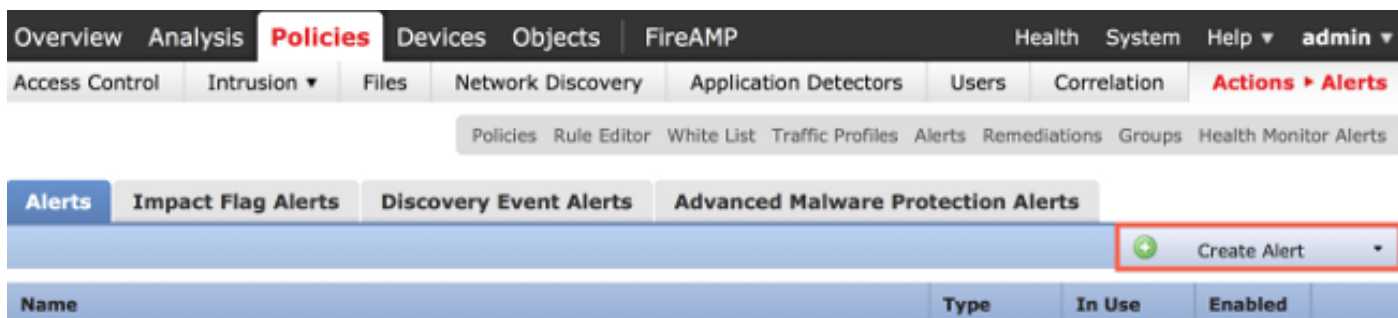 Overview Analysis Policies Devices Objects FireAMP Health System Help ▾ admin ▾
Access Control Intrusion ▾ Files Network Discovery Application Detectors Users Correlation Actions ▸ Alerts
Policies Rule Editor White List Traffic Profiles Alerts Remediations Groups Health Monitor Alerts
Alerts Impact Flag Alerts Discovery Event Alerts Advanced Malware Protection Alerts
Create Alert
Name Type In Use Enabled